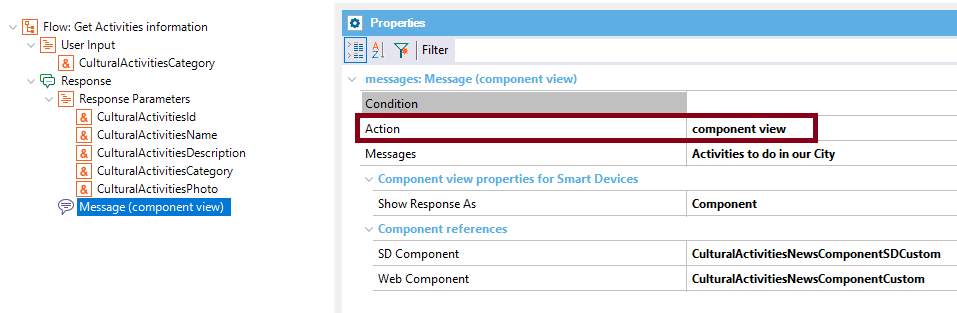 Flow: Get Activities information
User Input
& CulturalActivitiesCategory
Response
Response Parameters
& CulturalActivitiesId
& CulturalActivitiesName
& CulturalActivitiesDescription
& CulturalActivitiesCategory
& CulturalActivitiesPhoto
Message (component view)
Properties
A Z Filter
messages: Message (component view)
Condition
Action component view
Messages Activities to do in our City
Component view properties for Smart Devices
Show Response As Component
Component references
SD Component CulturalActivitiesNewsComponentSDCustom
Web Component CulturalActivitiesNewsComponentCustom